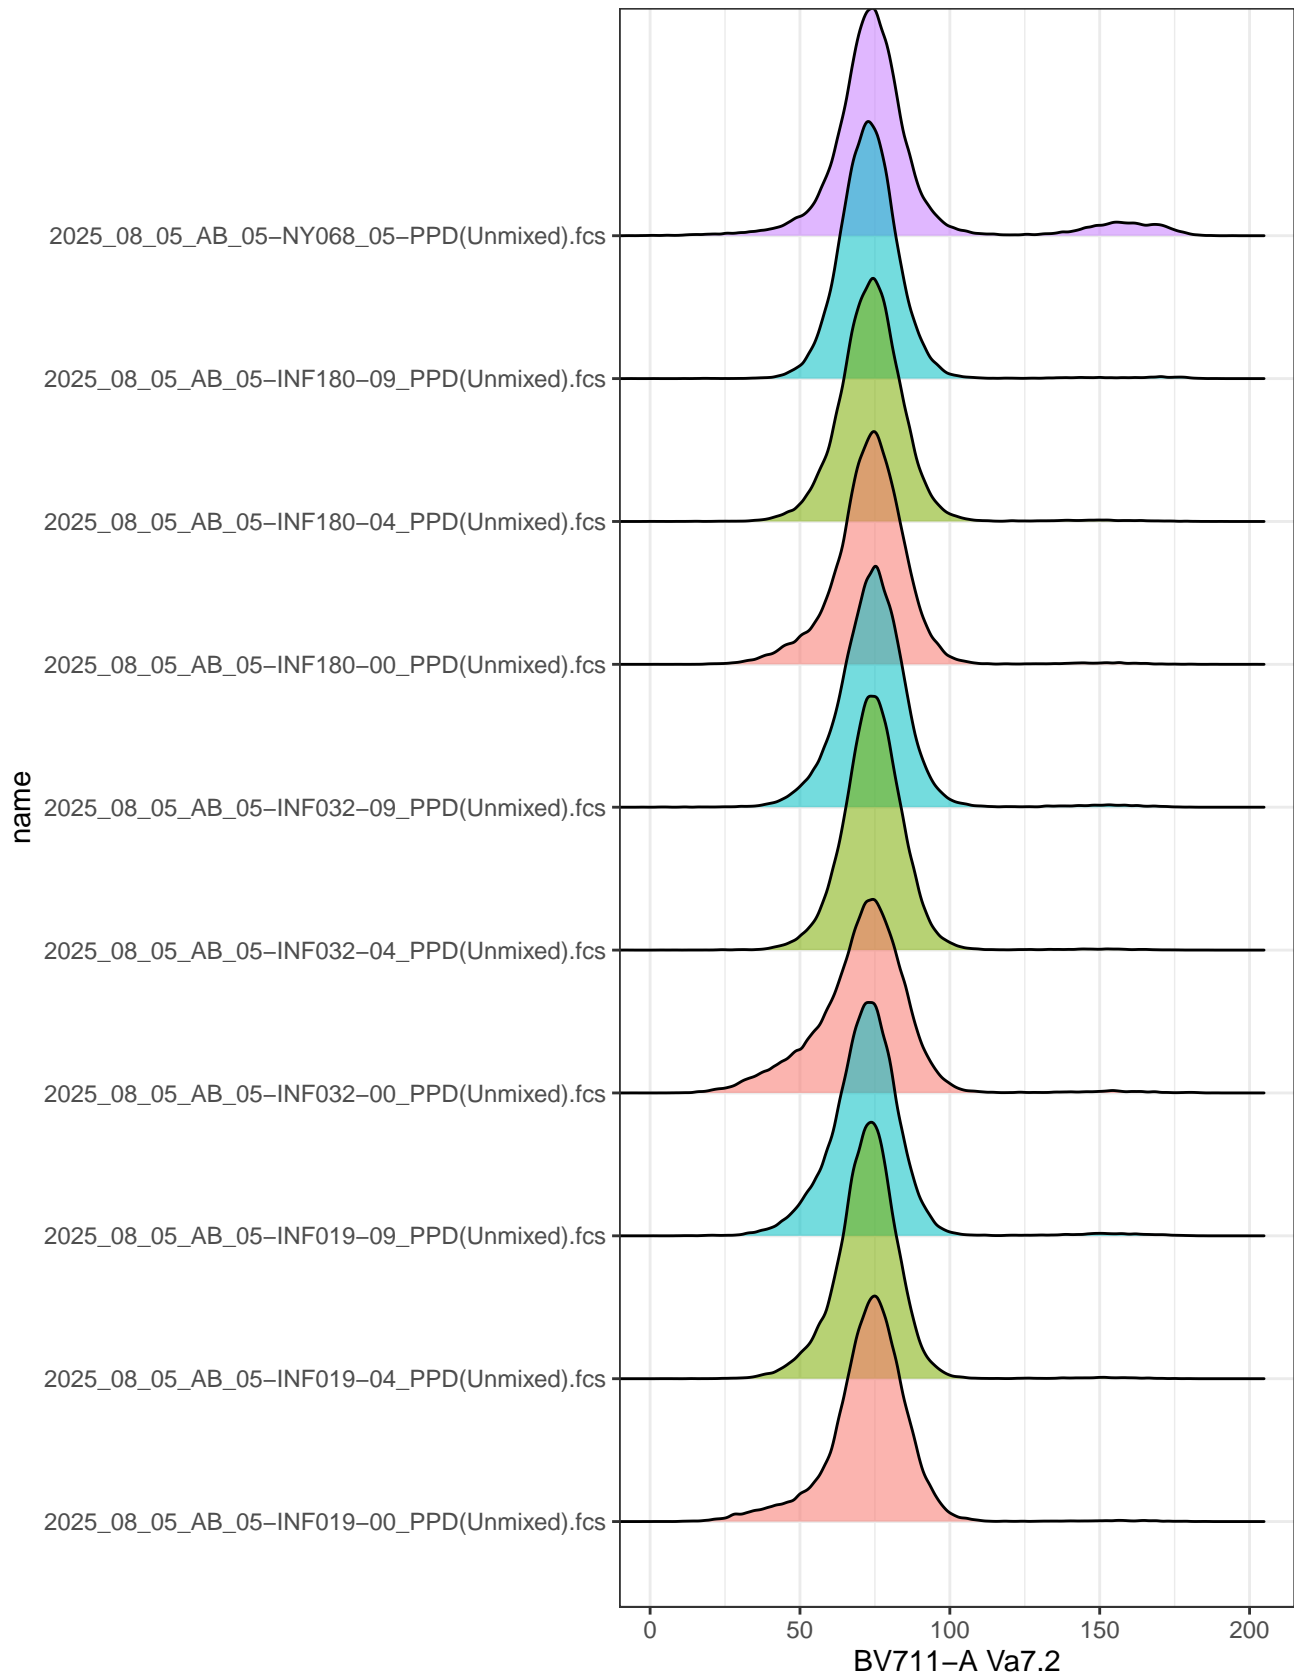 2025_08_05_AB_05−NY068_05−PPD(Unmixed).fcs
2025_08_05_AB_05−INF180−09_PPD(Unmixed).fcs
2025_08_05_AB_05−INF180−04_PPD(Unmixed).fcs
2025_08_05_AB_05−INF180−00_PPD(Unmixed).fcs
name
2025_08_05_AB_05−INF032−09_PPD(Unmixed).fcs
2025_08_05_AB_05−INF032−04_PPD(Unmixed).fcs
2025_08_05_AB_05−INF032−00_PPD(Unmixed).fcs
2025_08_05_AB_05−INF019−09_PPD(Unmixed).fcs
2025_08_05_AB_05−INF019−04_PPD(Unmixed).fcs
2025_08_05_AB_05−INF019−00_PPD(Unmixed).fcs
0 50 100 150 200
BV711−A Va7.2